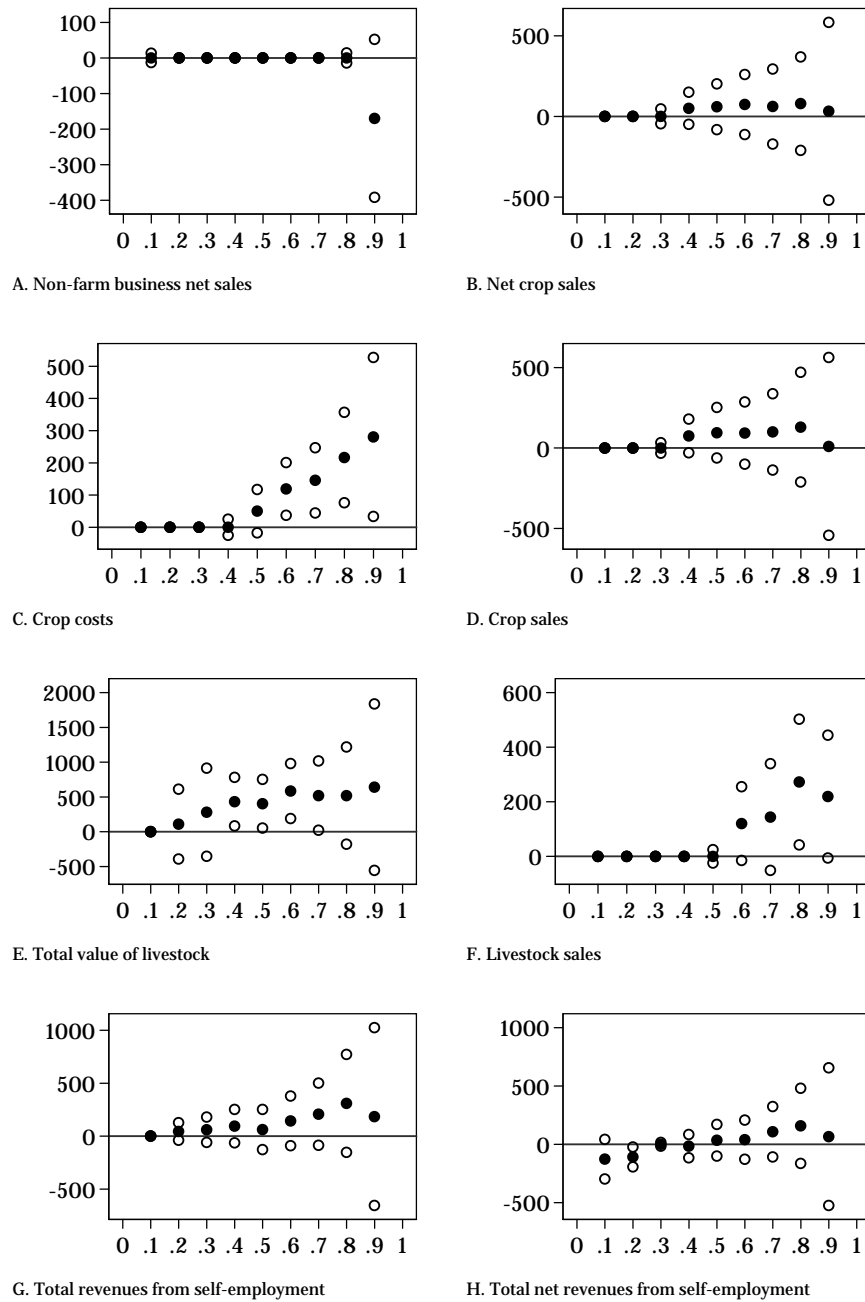 100
0
-100
-200
-300
-400
0 .1 .2 .3 .4 .5 .6 .7 .8 .9 1
A. Non-farm business net sales
500
0
-500
0 .1 .2 .3 .4 .5 .6 .7 .8 .9 1
B. Net crop sales
500
400
300
200
100
0
0 .1 .2 .3 .4 .5 .6 .7 .8 .9 1
C. Crop costs
500
0
-500
0 .1 .2 .3 .4 .5 .6 .7 .8 .9 1
D. Crop sales
2000
1500
1000
500
0
-500
0 .1 .2 .3 .4 .5 .6 .7 .8 .9 1
E. Total value of livestock
600
400
200
0
0 .1 .2 .3 .4 .5 .6 .7 .8 .9 1
F. Livestock sales
1000
500
0
-500
0 .1 .2 .3 .4 .5 .6 .7 .8 .9 1
G. Total revenues from self-employment
1000
500
0
-500
0 .1 .2 .3 .4 .5 .6 .7 .8 .9 1
H. Total net revenues from self-employment